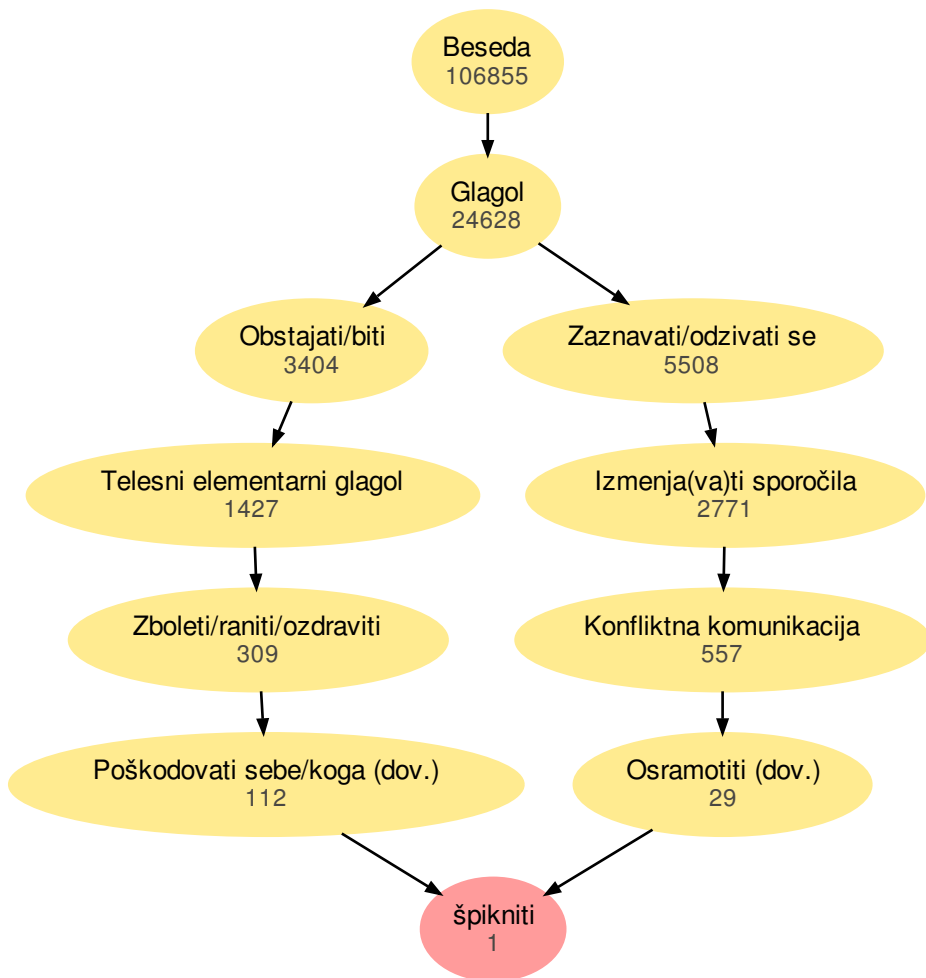 Beseda
106855
Glagol
24628
Obstajati/biti
3404
Zaznavati/odzivati se
5508
Telesni elementarni glagol
1427
Izmenja(va)ti sporočila
2771
Zboleti/raniti/ozdraviti
309
Konfliktna komunikacija
557
Poškodovati sebe/koga (dov.)
112
Osramotiti (dov.)
29
špikniti
1